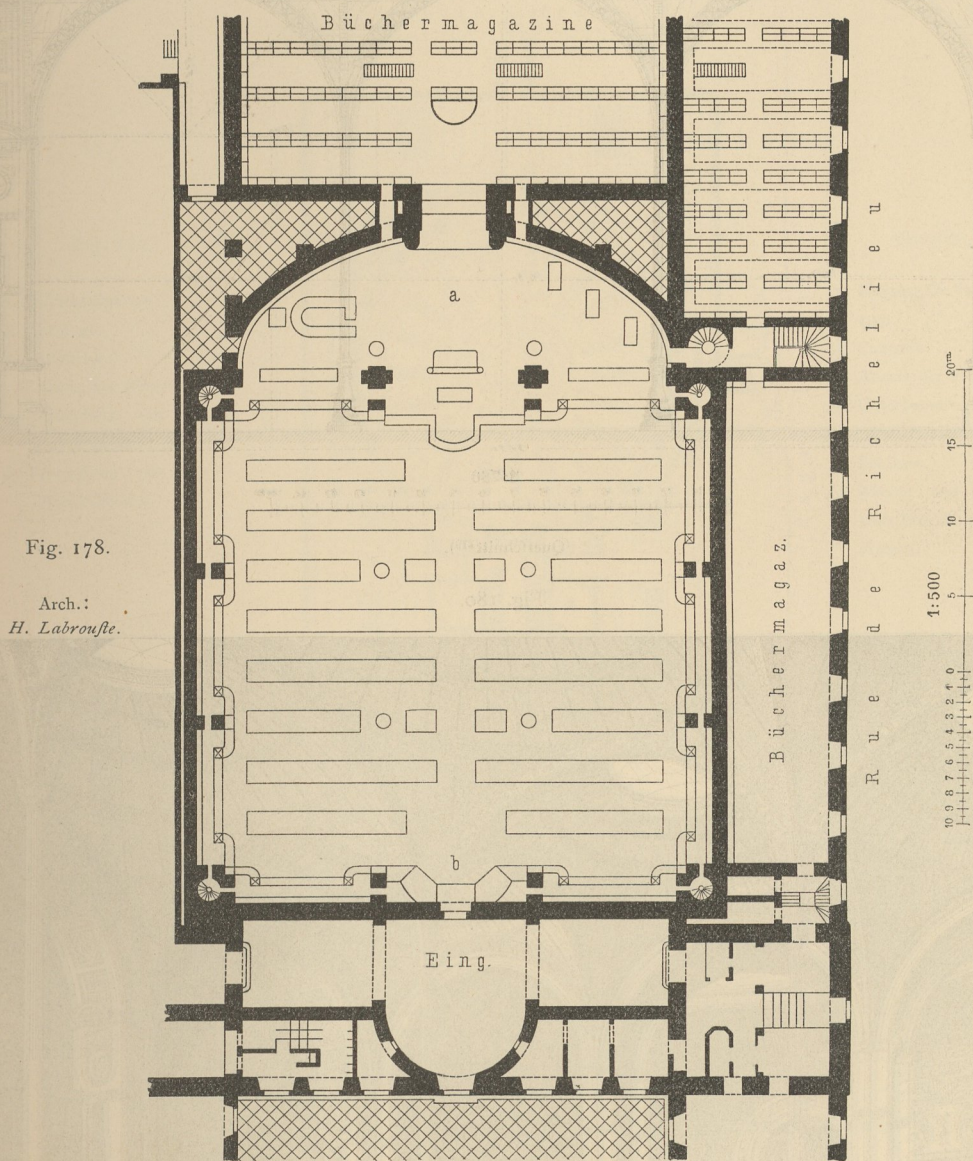 Büchermagazine
a
Fig. 178.
Arch.:
H. Labrouſte.
b
Eing.
Büchermagaz.
Rue de Richelieu
1:500
10 9 8 7 6 5 4 3 2 1 0 5 10 15 20m